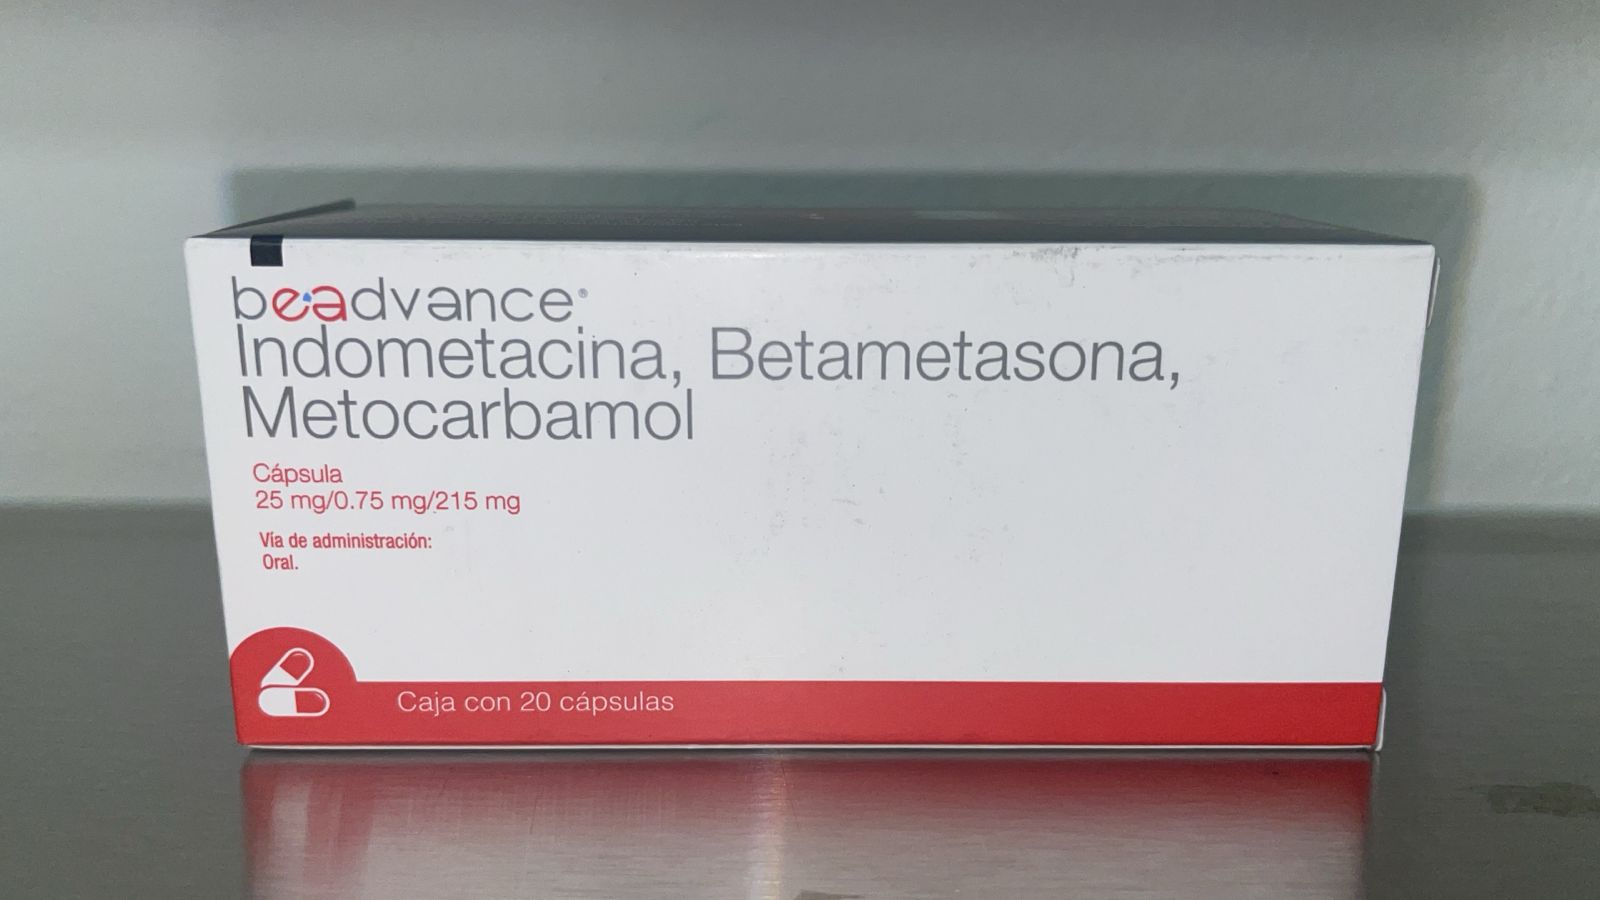 beadvance®
Indometacina, Betametasona,
Metocarbamol
Cápsula
25 mg/0.75 mg/215 mg
Vía de administración:
Oral.
Caja con 20 cápsulas